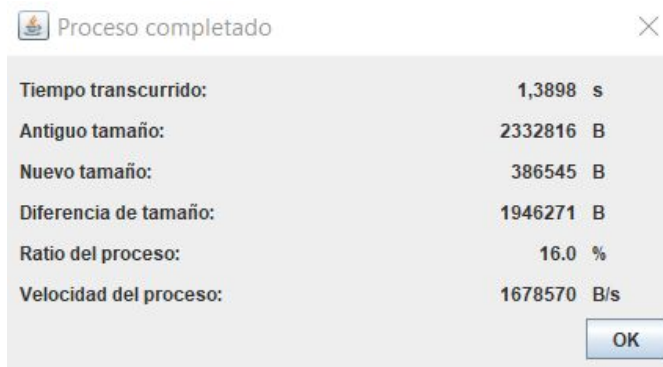 Proceso completado
Tiempo transcurrido: 1,3898 s
Antiguo tamaño: 2332816 B
Nuevo tamaño: 386545 B
Diferencia de tamaño: 1946271 B
Ratio del proceso: 16.0 %
Velocidad del proceso: 1678570 B/s
OK